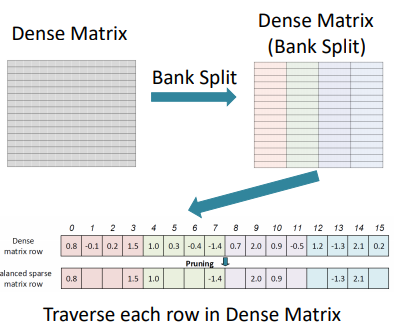 Dense Matrix
Dense Matrix
(Bank Split)
Bank Split
0 1 2 3 4 5 6 7 8 9 10 11 12 13 14 15
Dense
matrix row
0.8 -0.1 0.2 1.5 1.0 0.3 -0.4 -1.4 0.7 2.0 0.9 -0.5 1.2 -1.3 2.1 0.2
Pruning
alanced sparse
matrix row
0.8 1.5 1.0 -1.4 2.0 0.9 -1.3 2.1
Traverse each row in Dense Matrix